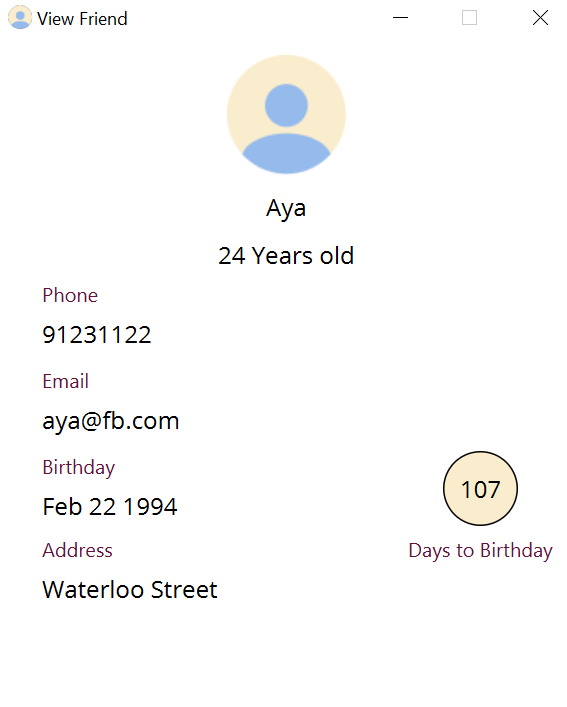 View Friend
Aya
24 Years old
Phone
91231122
Email
aya@fb.com
Birthday
Feb 22 1994
107
Days to Birthday
Address
Waterloo Street